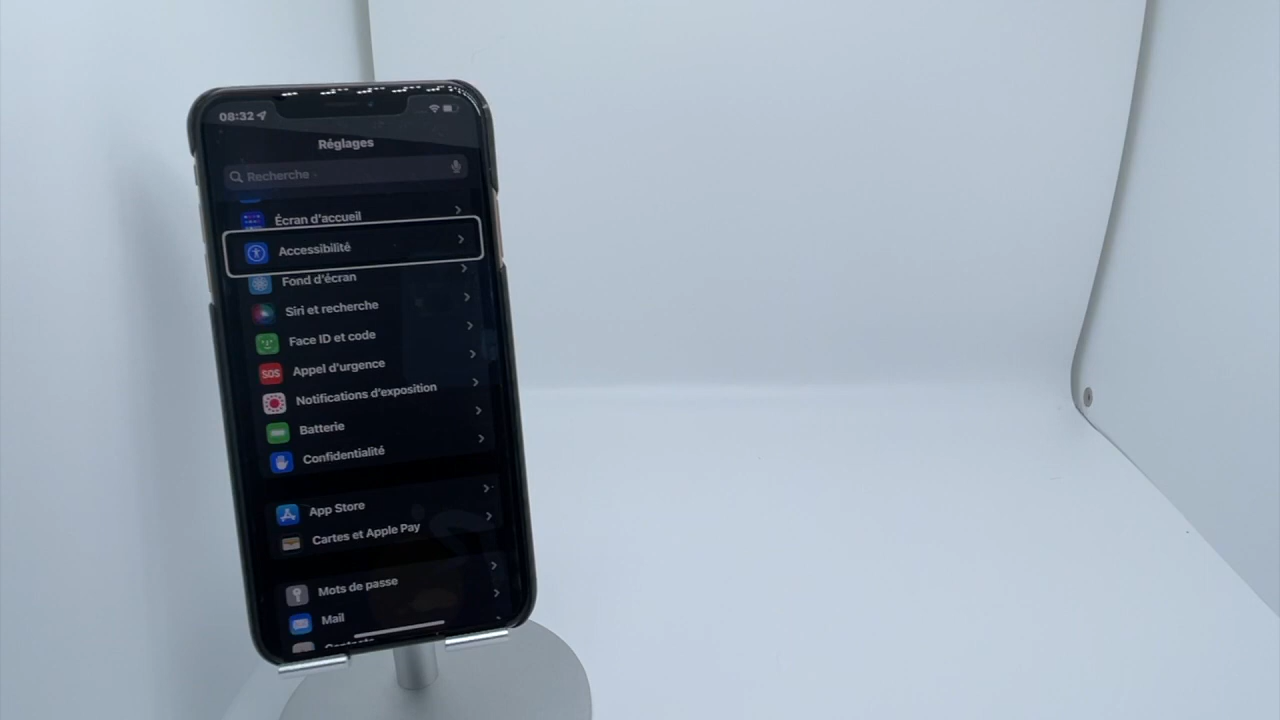 08:32
Réglages
Recherche
Écran d'accueil
Accessibilité
Fond d'écran
Siri et recherche
Face ID et code
SOS
Appel d'urgence
Notifications d'exposition
Batterie
Confidentialité
App Store
Cartes et Apple Pay
Mots de passe
Mail